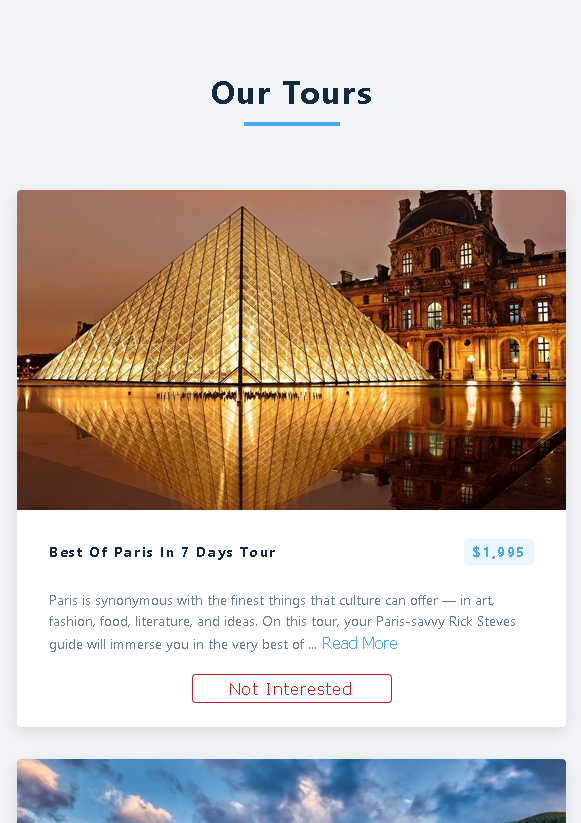 Our Tours
Best Of Paris In 7 Days Tour
$1,995
Paris is synonymous with the finest things that culture can offer — in art,
fashion, food, literature, and ideas. On this tour, your Paris-savvy Rick Steves
guide will immerse you in the very best of ... Read More
Not Interested